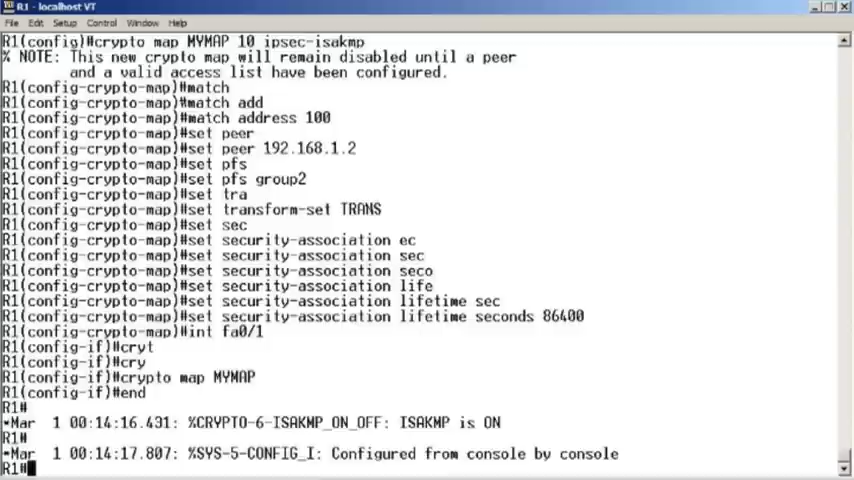 R1 - localhost VT
File Edit Setup Control Window Help
R1(config)#crypto map MYMAP 10 ipsec-isakmp
% NOTE: This new crypto map will remain disabled until a peer
and a valid access list have been configured.
R1(config-crypto-map)#match
R1(config-crypto-map)#match add
R1(config-crypto-map)#match address 100
R1(config-crypto-map)#set peer
R1(config-crypto-map)#set peer 192.168.1.2
R1(config-crypto-map)#set pfs
R1(config-crypto-map)#set pfs group2
R1(config-crypto-map)#set tra
R1(config-crypto-map)#set transform-set TRANS
R1(config-crypto-map)#set sec
R1(config-crypto-map)#set security-association ec
R1(config-crypto-map)#set security-association sec
R1(config-crypto-map)#set security-association seco
R1(config-crypto-map)#set security-association life
R1(config-crypto-map)#set security-association lifetime sec
R1(config-crypto-map)#set security-association lifetime seconds 86400
R1(config-crypto-map)#int fa0/1
R1(config-if)#cryt
R1(config-if)#cry
R1(config-if)#crypto map MYMAP
R1(config-if)#end
R1#
*Mar 1 00:14:16.431: %CRYPTO-6-ISAKMP_ON_OFF: ISAKMP is ON
R1#
*Mar 1 00:14:17.807: %SYS-5-CONFIG_I: Configured from console by console
R1#